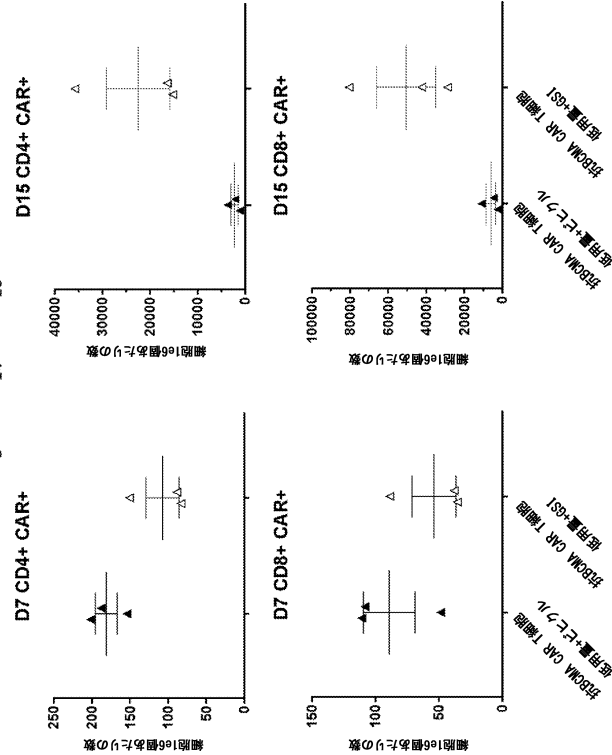 D7 CD4+ CAR+
細胞1e6個あたりの数
250
200
150
100
50
0
D15 CD4+ CAR+
細胞1e6個あたりの数
40000
30000
20000
10000
0
D7 CD8+ CAR+
細胞1e6個あたりの数
150
100
50
0
抗BCMA CAR T細胞
低用量+ビヒクル
抗BCMA CAR T細胞
低用量+GSI
D15 CD8+ CAR+
細胞1e6個あたりの数
100000
80000
60000
40000
20000
0
抗BCMA CAR T細胞
低用量+ビヒクル
抗BCMA CAR T細胞
低用量+GSI